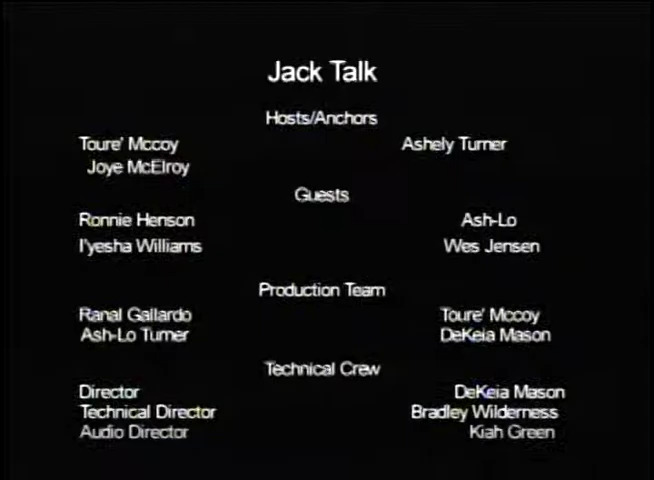 Jack Talk
Hosts/Anchors
Toure' Mccoy Ashely Turner
Joye McElroy
Guests
Ronnie Henson Ash-Lo
I'yesha Williams Wes Jensen
Production Team
Ranal Gallardo Toure' Mccoy
Ash-Lo Turner DeKeia Mason
Technical Crew
Director DeKeia Mason
Technical Director Bradley Wilderness
Audio Director Kiah Green